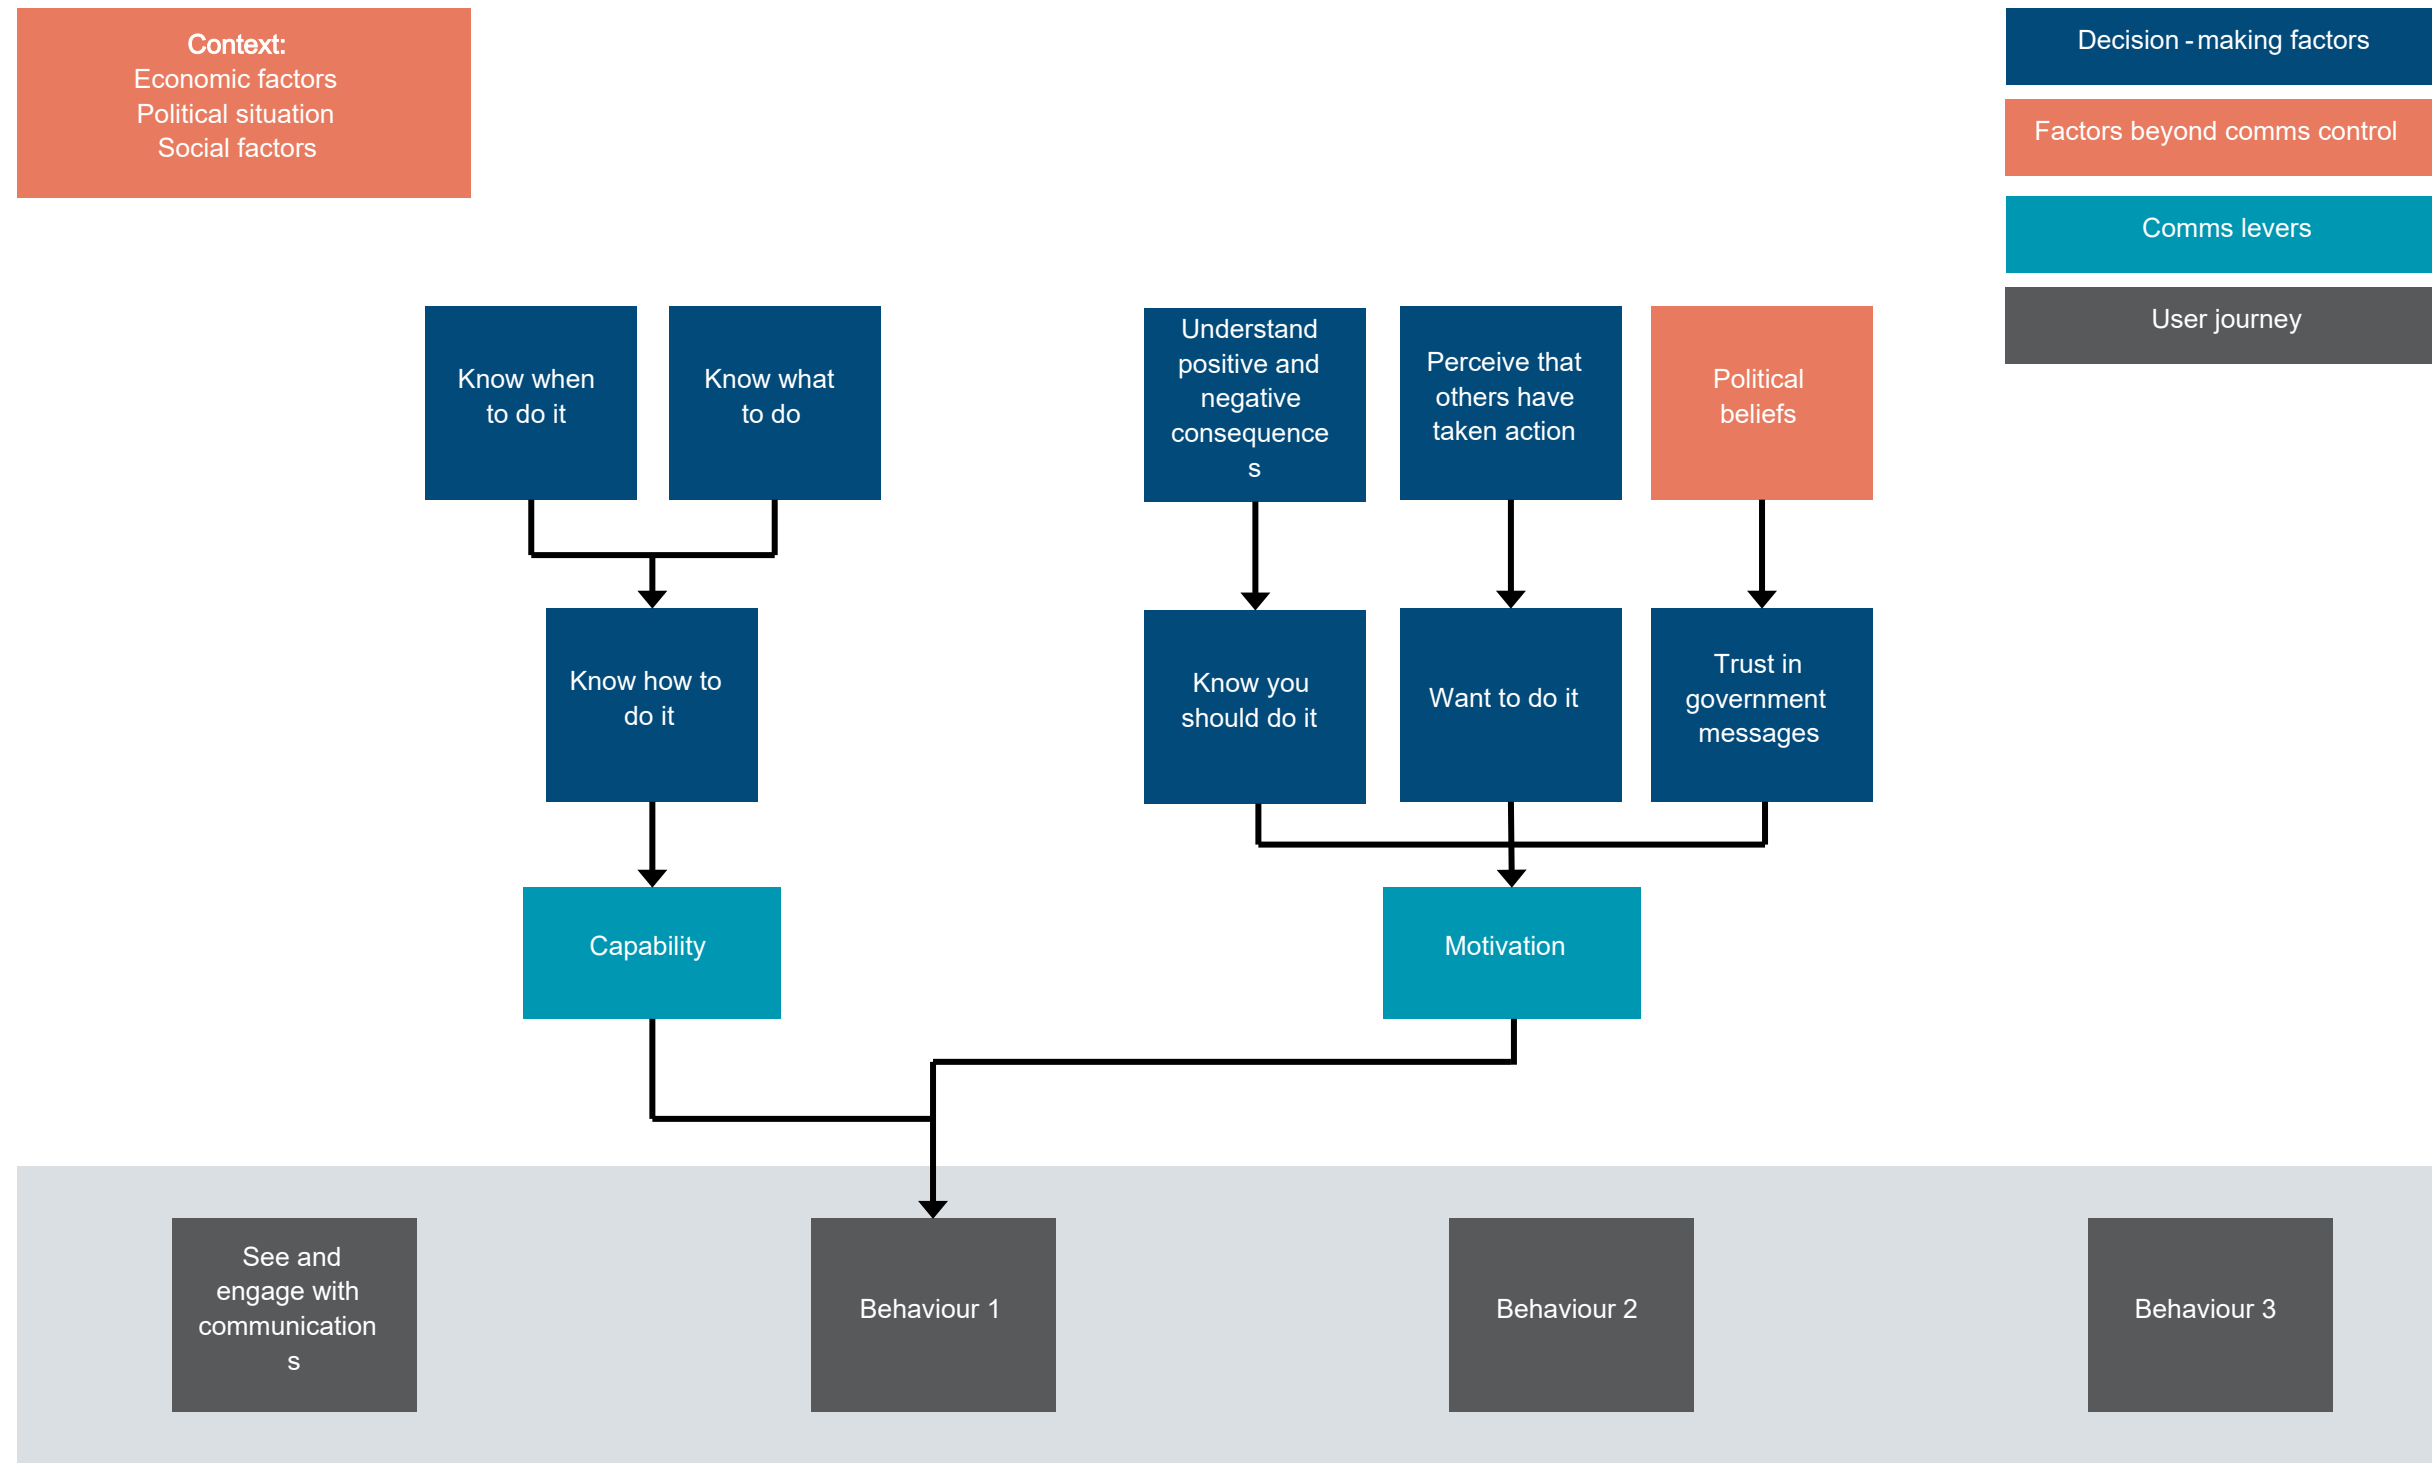 Context:
Economic factors
Political situation
Social factors
Decision - making factors
Factors beyond comms control
Comms levers
User journey
Know when
to do it
Know what
to do
Understand
positive and
negative
consequence
s
Perceive that
others have
taken action
Political
beliefs
Know how to
do it
Know you
should do it
Want to do it
Trust in
government
messages
Capability
Motivation
See and
engage with
communication
s
Behaviour 1
Behaviour 2
Behaviour 3